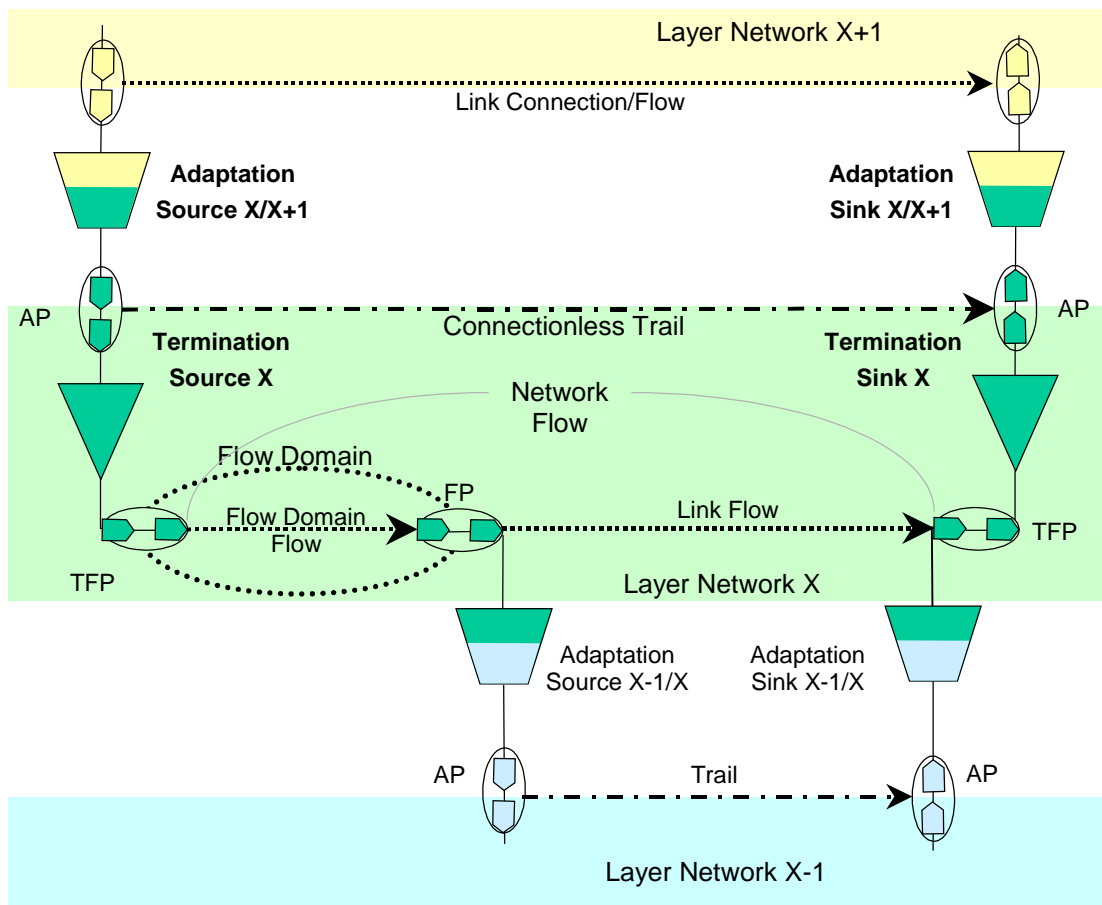 Layer Network X+1
Link Connection/Flow
Adaptation
Source X/X+1
Adaptation
Sink X/X+1
AP
Connectionless Trail
AP
Termination
Source X
Termination
Sink X
Network
Flow
Flow Domain
FP
Flow Domain
Flow
Link Flow
TFP
TFP
Layer Network X
Adaptation
Source X-1/X
Adaptation
Sink X-1/X
AP
Trail
AP
Layer Network X-1